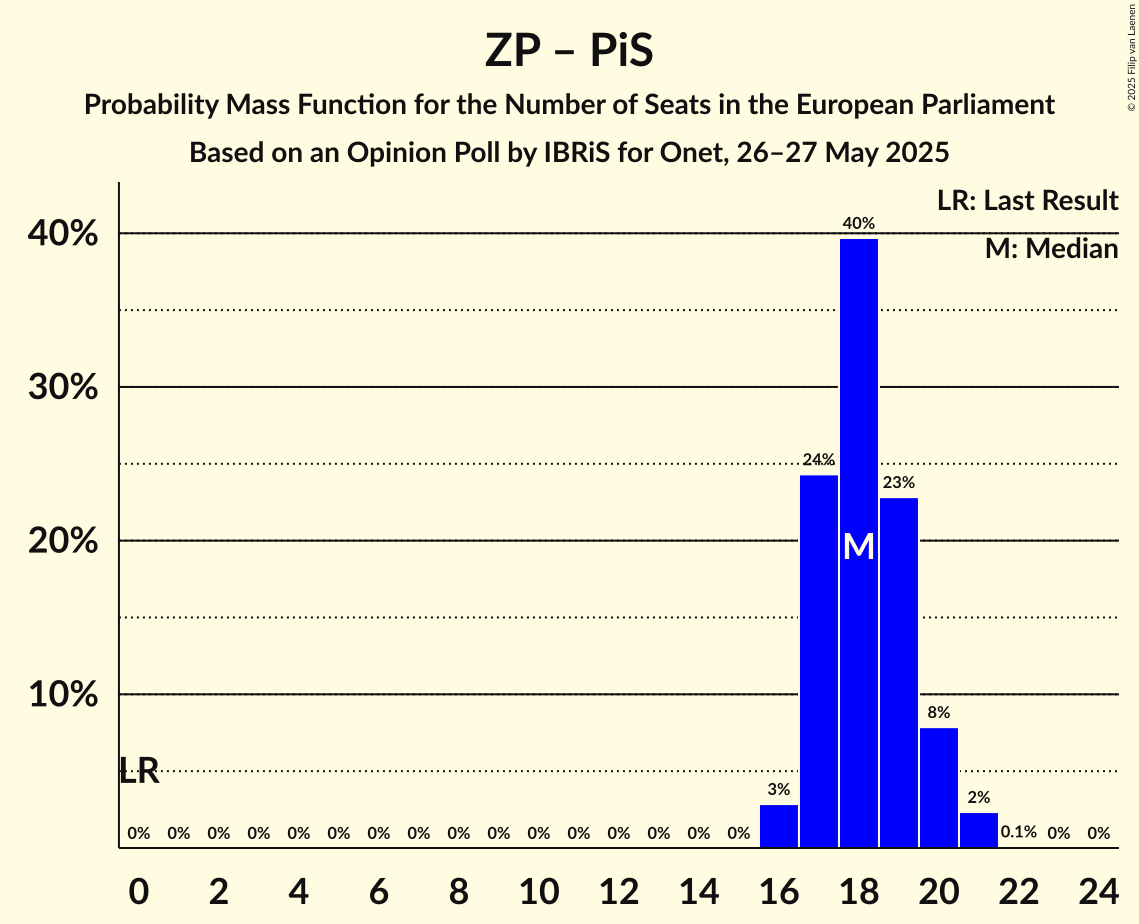 ZP – PiS
Probability Mass Function for the Number of Seats in the European Parliament
Based on an Opinion Poll by IBRiS for Onet, 26–27 May 2025
© 2025 Filip van Laenen
LR: Last Result
M: Median
40%
30%
20%
10%
40%
24%
23%
M
8%
LR
3%
2%
0% 0% 0% 0% 0% 0% 0% 0% 0% 0% 0% 0% 0% 0% 0% 0% 0.1% 0% 0%
0 2 4 6 8 10 12 14 16 18 20 22 24